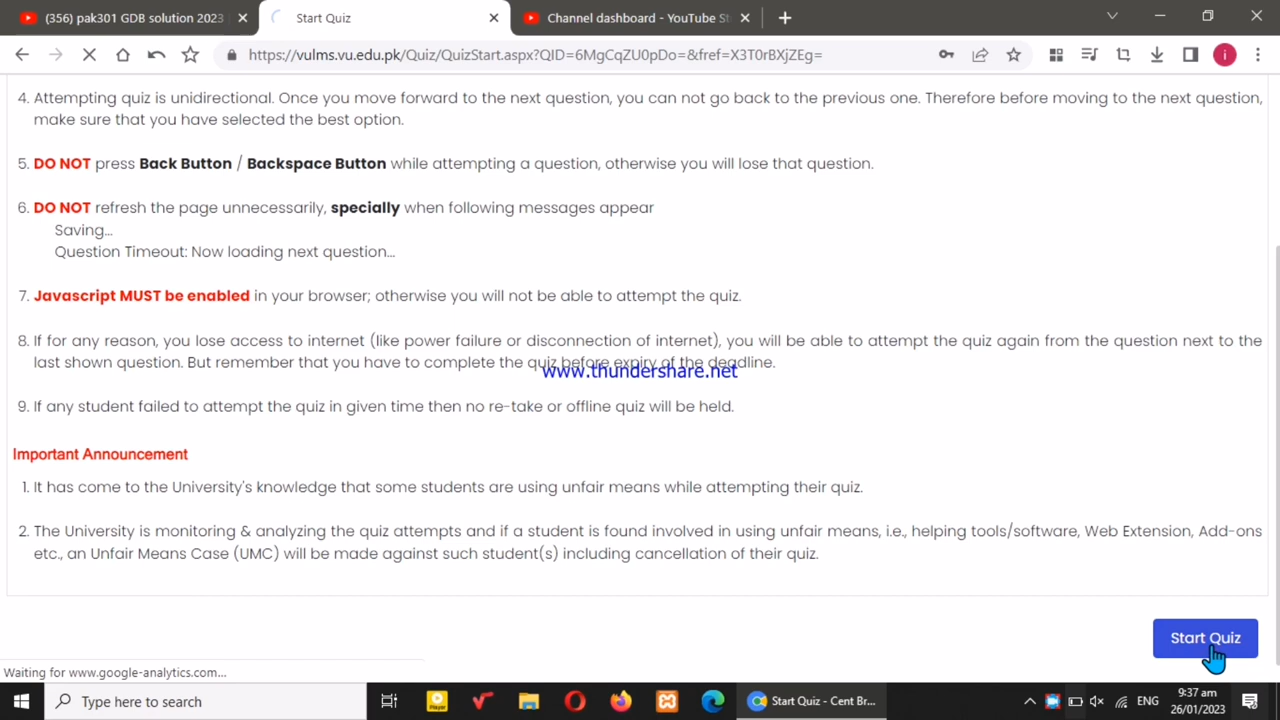 (356) pak301 GDB solution 2023
Start Quiz
Channel dashboard - YouTube St
https://vulms.vu.edu.pk/Quiz/QuizStart.aspx?QID=6MgCqZU0pDo=&fref=X3T0rBXjZEg=
i
4. Attempting quiz is unidirectional. Once you move forward to the next question, you can not go back to the previous one. Therefore before moving to the next question,
make sure that you have selected the best option.
5. DO NOT press Back Button / Backspace Button while attempting a question, otherwise you will lose that question.
6. DO NOT refresh the page unnecessarily, specially when following messages appear
Saving...
Question Timeout: Now loading next question...
7. Javascript MUST be enabled in your browser; otherwise you will not be able to attempt the quiz.
8. If for any reason, you lose access to internet (like power failure or disconnection of internet), you will be able to attempt the quiz again from the question next to the
last shown question. But remember that you have to complete the quiz before expiry of the deadline.
www.thundershare.net
9. If any student failed to attempt the quiz in given time then no re-take or offline quiz will be held.
Important Announcement
1. It has come to the University's knowledge that some students are using unfair means while attempting their quiz.
2. The University is monitoring & analyzing the quiz attempts and if a student is found involved in using unfair means, i.e., helping tools/software, Web Extension, Add-ons
etc., an Unfair Means Case (UMC) will be made against such student(s) including cancellation of their quiz.
Start Quiz
Waiting for www.google-analytics.com...
Type here to search
Player
Start Quiz - Cent Br...
ENG
9:37 am
26/01/2023